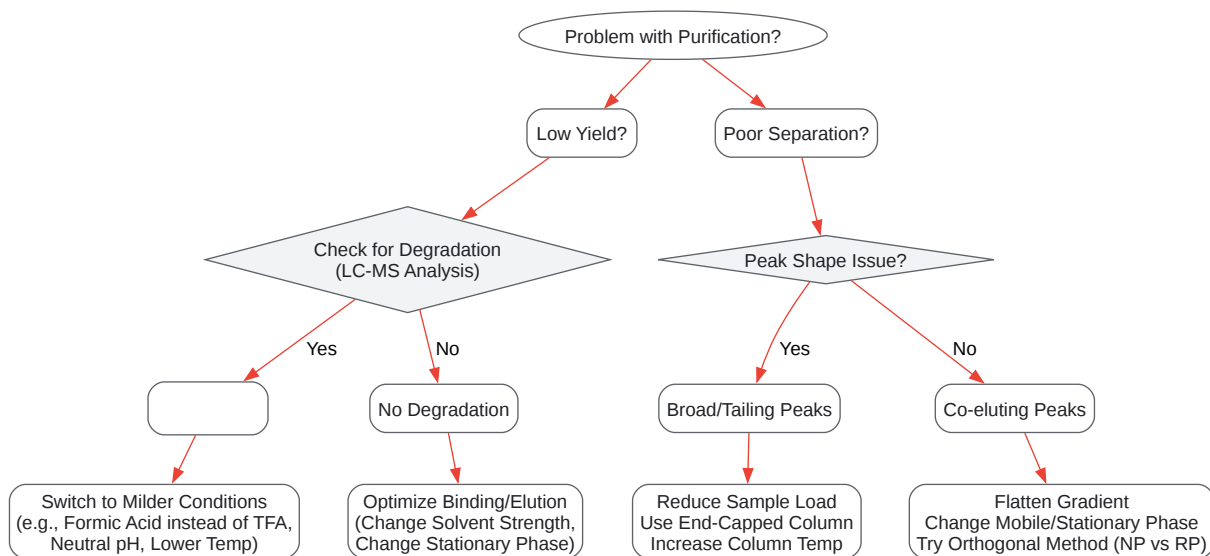 Problem with Purification?
Low Yield?
Poor Separation?
Check for Degradation
(LC-MS Analysis)
Peak Shape Issue?
Yes
No
Yes
No
No Degradation
Broad/Tailing Peaks
Co-eluting Peaks
Switch to Milder Conditions
(e.g., Formic Acid instead of TFA,
Neutral pH, Lower Temp)
Optimize Binding/Elution
(Change Solvent Strength,
Change Stationary Phase)
Reduce Sample Load
Use End-Capped Column
Increase Column Temp
Flatten Gradient
Change Mobile/Stationary Phase
Try Orthogonal Method (NP vs RP)